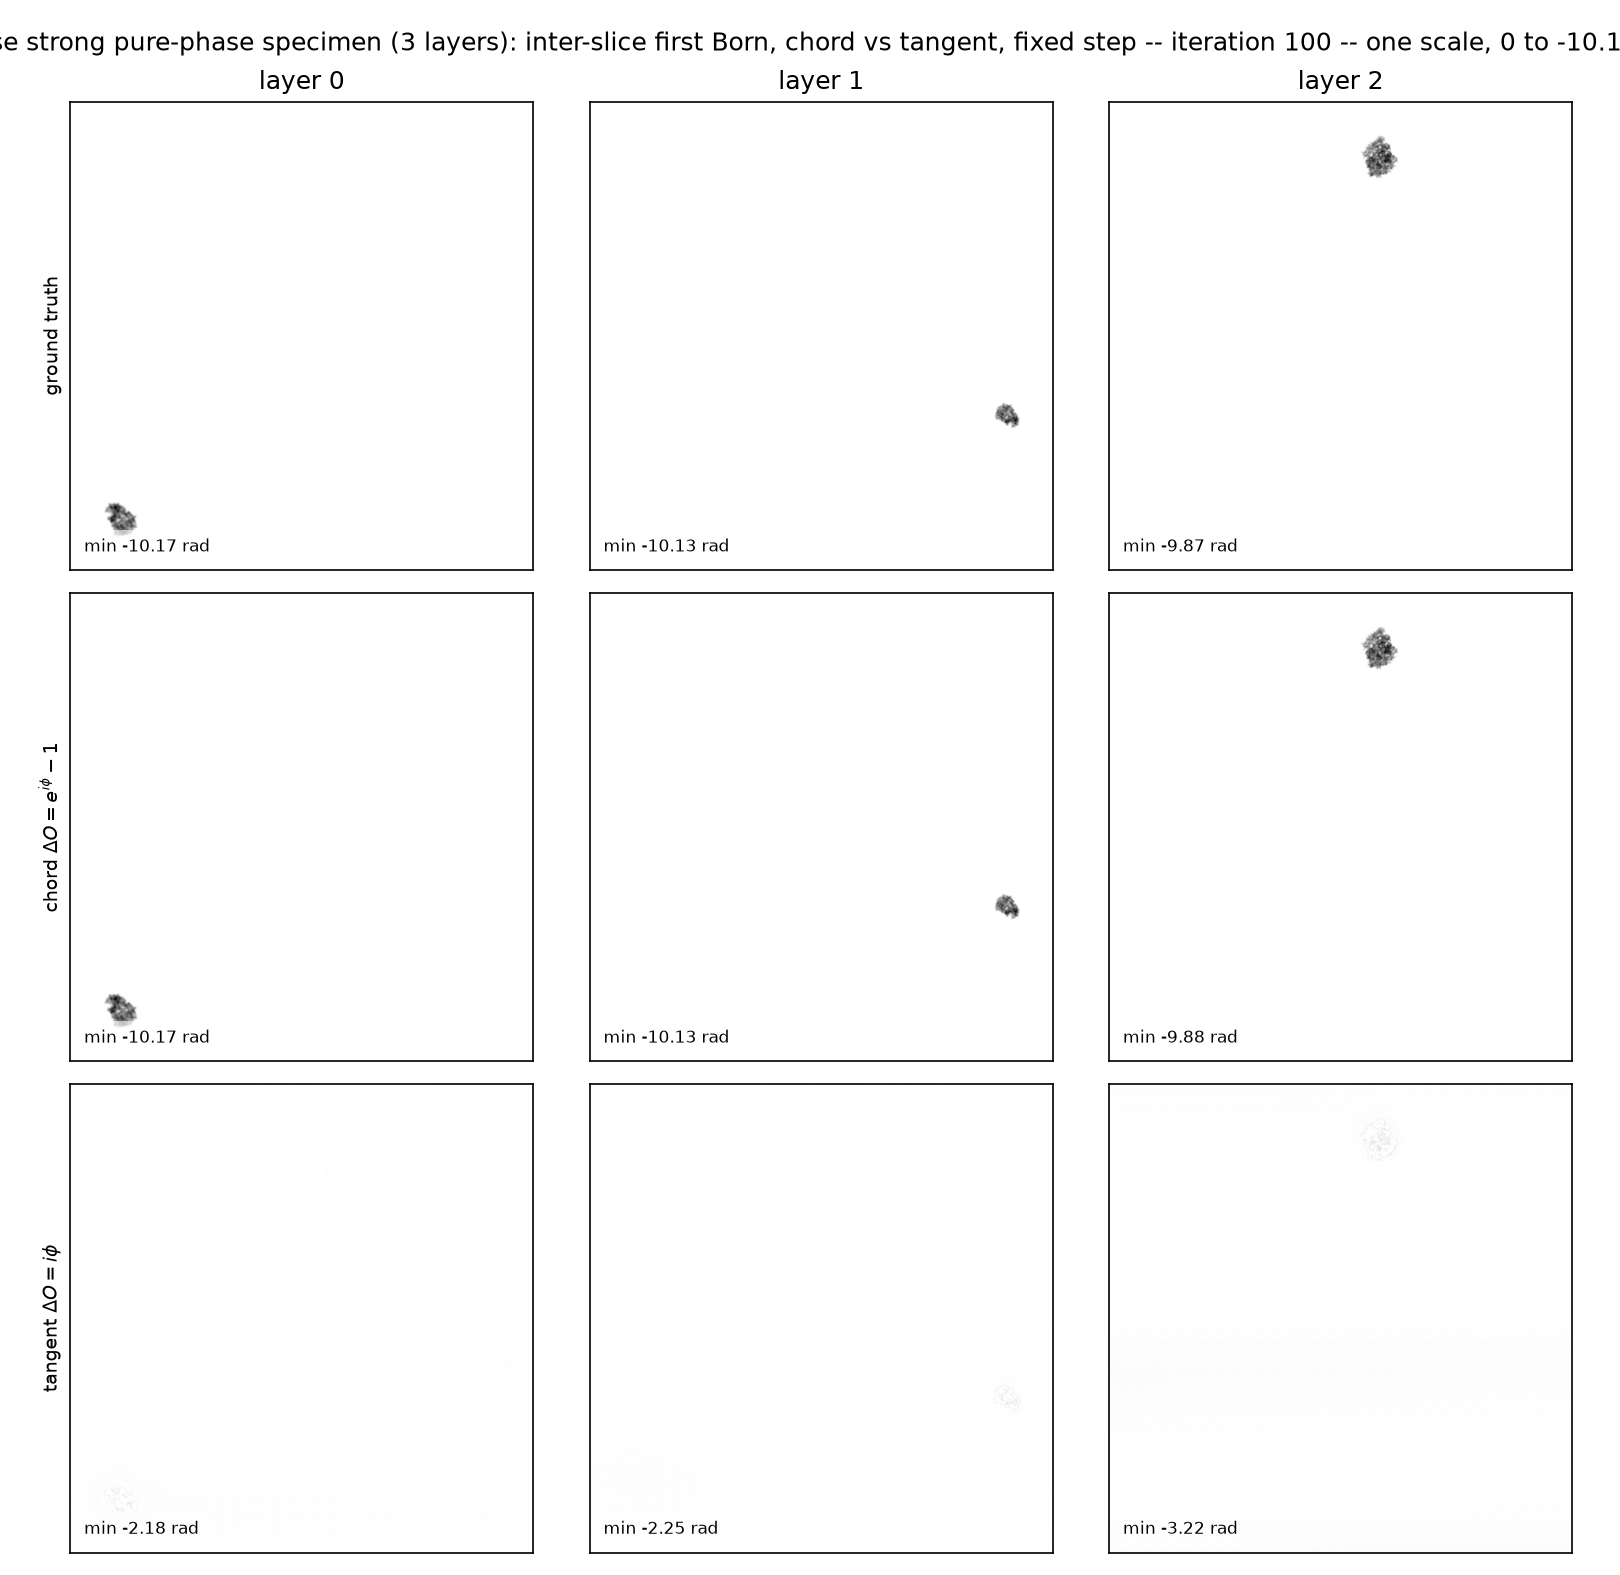 se strong pure-phase specimen (3 layers): inter-slice first Born, chord vs tangent, fixed step -- iteration 100 -- one scale, 0 to -10.1
layer 0
layer 1
layer 2
ground truth
min -10.17 rad
min -10.13 rad
min -9.87 rad
chord ΔO = e^{iϕ} − 1
min -10.17 rad
min -10.13 rad
min -9.88 rad
tangent ΔO = iϕ
min -2.18 rad
min -2.25 rad
min -3.22 rad